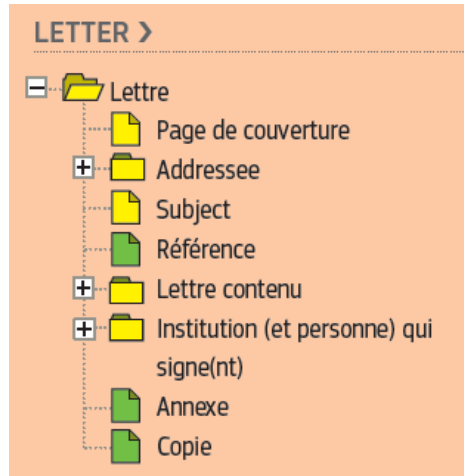 LETTER >
Lettre
Page de couverture
Addressee
Subject
Référence
Lettre contenu
Institution (et personne) qui
signe(nt)
Annexe
Copie